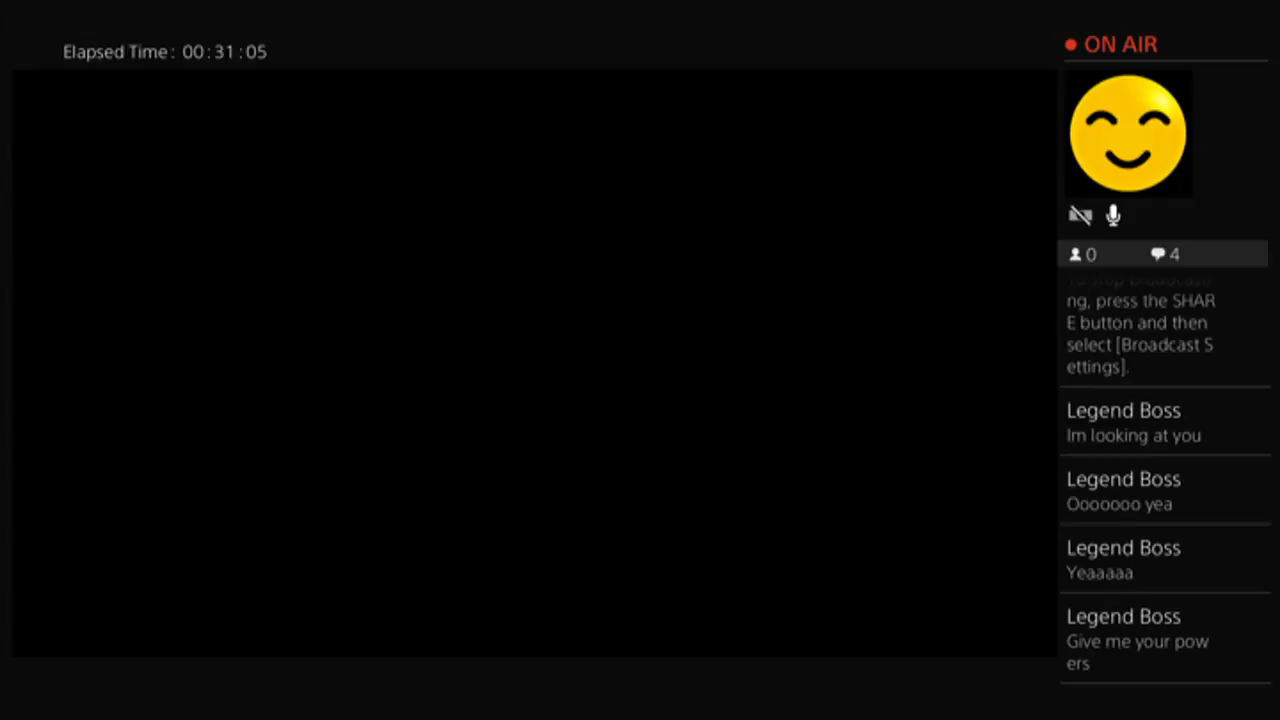 Elapsed Time: 00:31:05
ON AIR
0 4
ng, press the SHAR
E button and then
select [Broadcast S
ettings].
Legend Boss
Im looking at you
Legend Boss
Ooooooo yea
Legend Boss
Yeaaaaa
Legend Boss
Give me your pow
ers